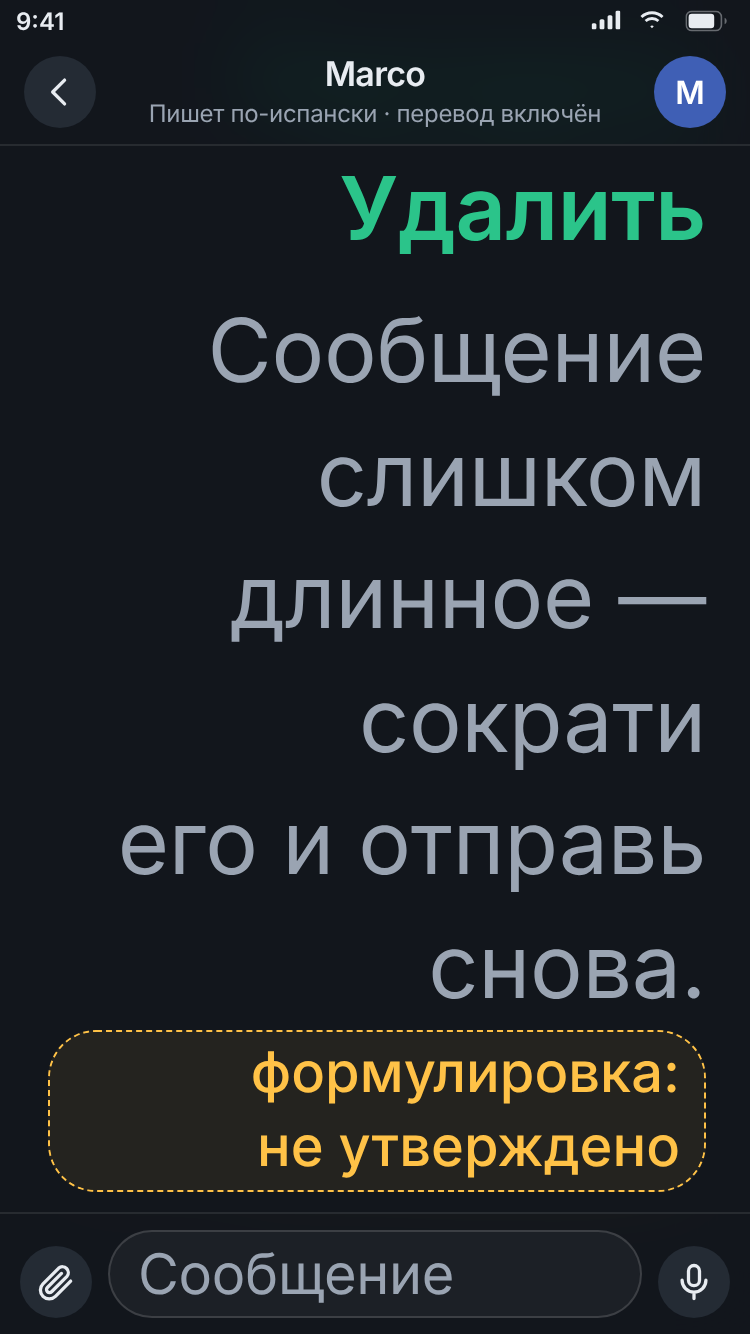 9:41
Marco
Пишет по-испански · перевод включён
M
Удалить
Сообщение
слишком
длинное —
сократи
его и отправь
снова.
формулировка:
не утверждено
Сообщение